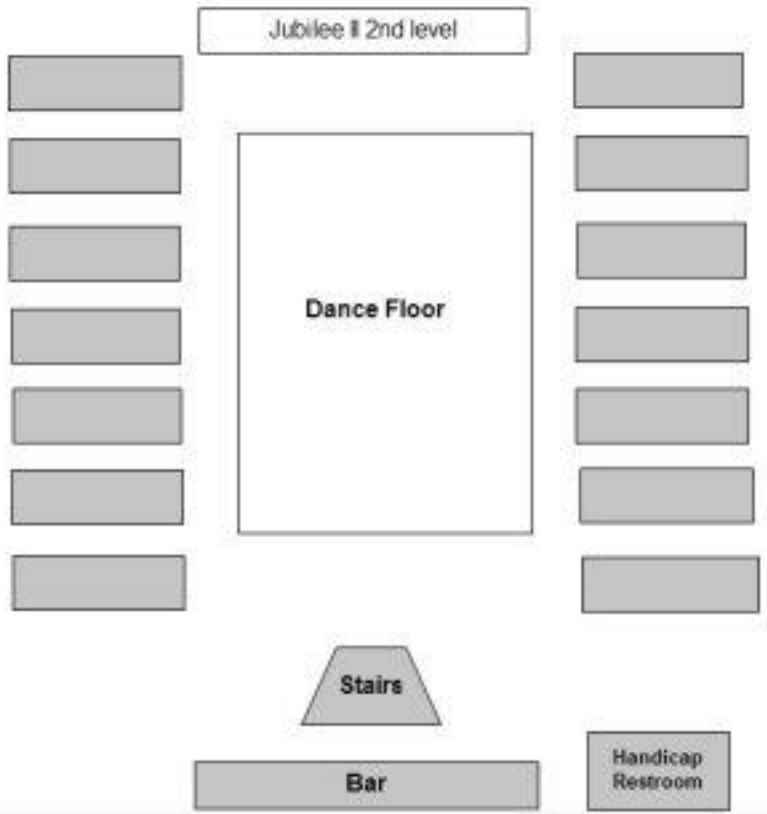 Jubilee II 2nd level
Dance Floor
Stairs
Bar
Handicap
Restroom